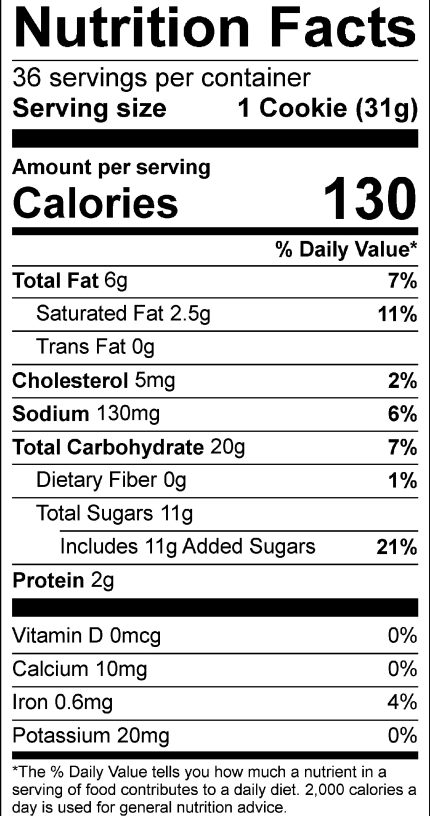 Nutrition Facts
36 servings per container
Serving size 1 Cookie (31g)
Amount per serving
Calories 130
% Daily Value*
Total Fat 6g 7%
Saturated Fat 2.5g 11%
Trans Fat 0g
Cholesterol 5mg 2%
Sodium 130mg 6%
Total Carbohydrate 20g 7%
Dietary Fiber 0g 1%
Total Sugars 11g
Includes 11g Added Sugars 21%
Protein 2g
Vitamin D 0mcg 0%
Calcium 10mg 0%
Iron 0.6mg 4%
Potassium 20mg 0%
*The % Daily Value tells you how much a nutrient in a
serving of food contributes to a daily diet. 2,000 calories a
day is used for general nutrition advice.